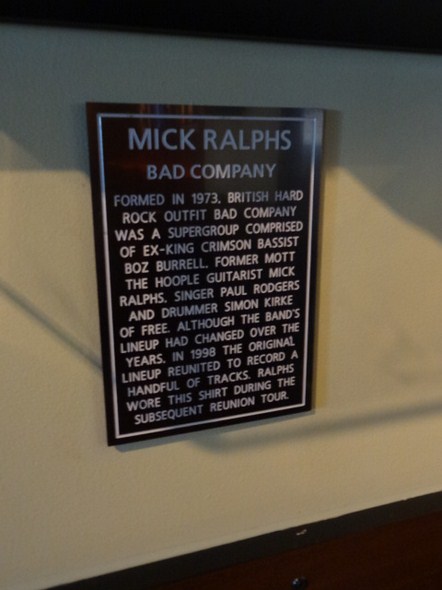 MICK RALPHS
BAD COMPANY
FORMED IN 1973, BRITISH HARD
ROCK OUTFIT BAD COMPANY
WAS A SUPERGROUP COMPRISED
OF EX-KING CRIMSON BASSIST
BOZ BURRELL, FORMER MOTT
THE HOOPLE GUITARIST MICK
RALPHS, SINGER PAUL RODGERS
AND DRUMMER SIMON KIRKE
OF FREE. ALTHOUGH THE BAND'S
LINEUP HAD CHANGED OVER THE
YEARS, IN 1998 THE ORIGINAL
LINEUP REUNITED TO RECORD A
HANDFUL OF TRACKS. RALPHS
WORE THIS SHIRT DURING THE
SUBSEQUENT REUNION TOUR.